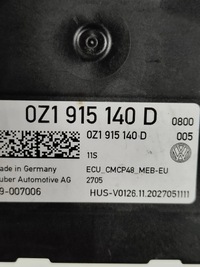 0Z1 915 140 D
0800
0Z1 915 140 D
005
11S
ade in Germany
ECU_CMCP48_MEB-EU
uber Automotive AG
2705
9-007006
HUS-V0126.11.2027051111